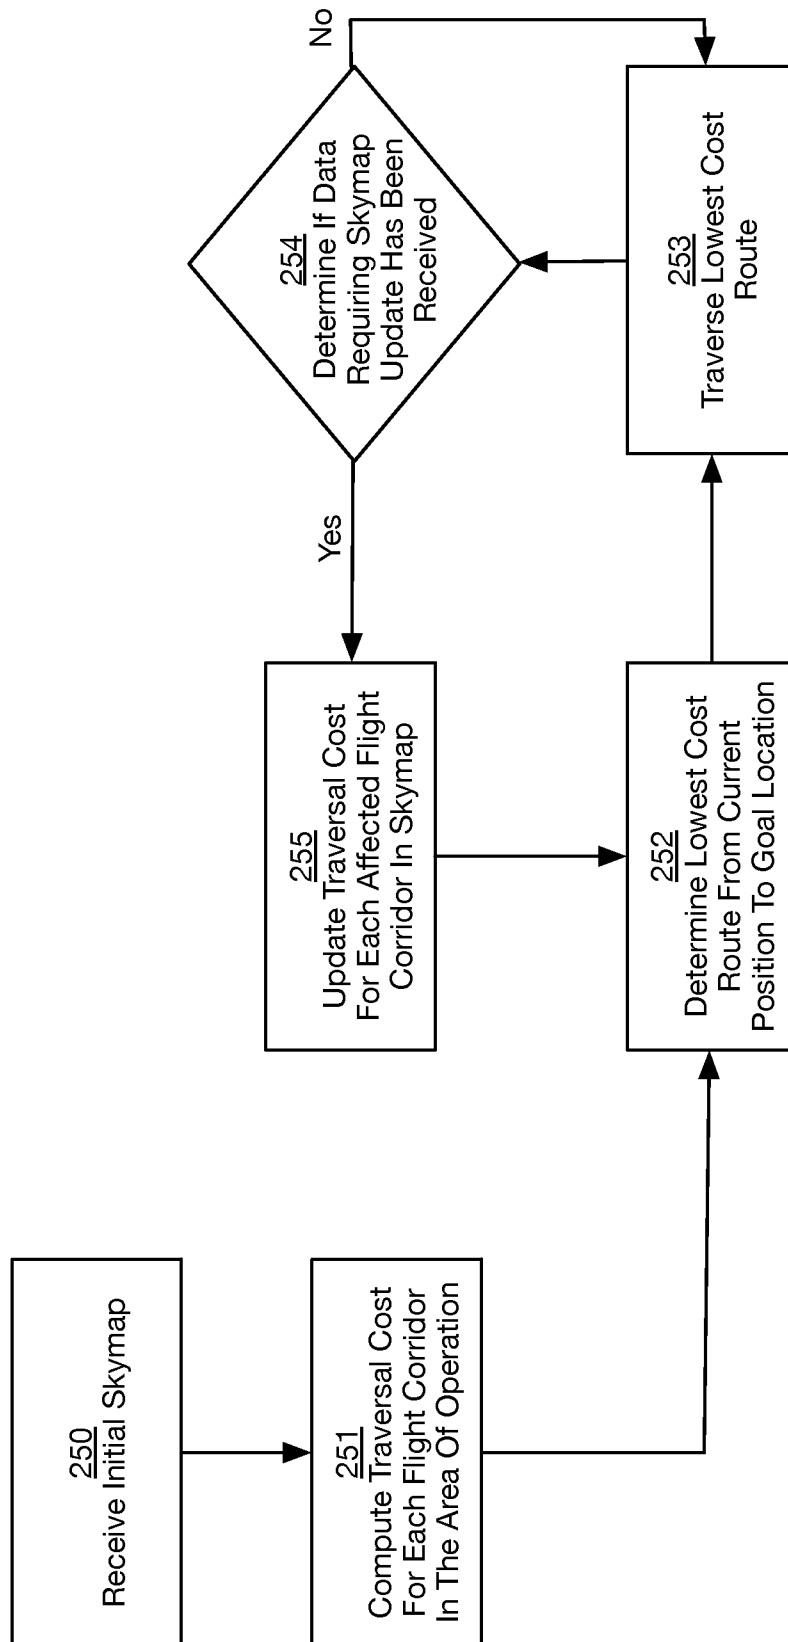 250
Receive Initial Skymap
251
Compute Traversal Cost
For Each Flight Corridor
In The Area Of Operation
255
Update Traversal Cost
For Each Affected Flight
Corridor In Skymap
252
Determine Lowest Cost
Route From Current
Position To Goal Location
Yes
254
Determine If Data
Requiring Skymap
Update Has Been
Received
No
253
Traverse Lowest Cost
Route